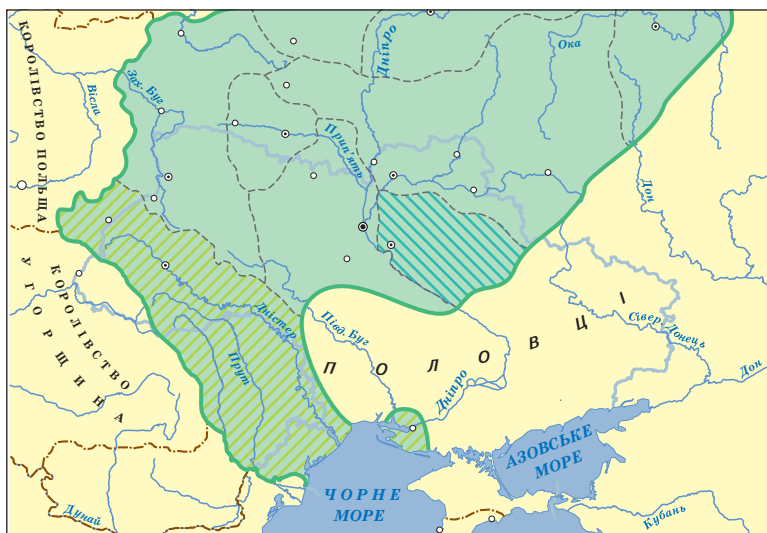 КОРОЛІВСТВО ПОЛЬЩА
Вісла
Зах. Буг
Дніпро
Ока
Прип'ять
Дон
КОРОЛІВСТВО
УГОРЩИНА
Дністер
Прут
Півд. Буг
ПОЛОВЦІ
Дніпро
Сівер. Донець
Дон
АЗОВСЬКЕ
МОРЕ
ЧОРНЕ
МОРЕ
Дунай
Кубань